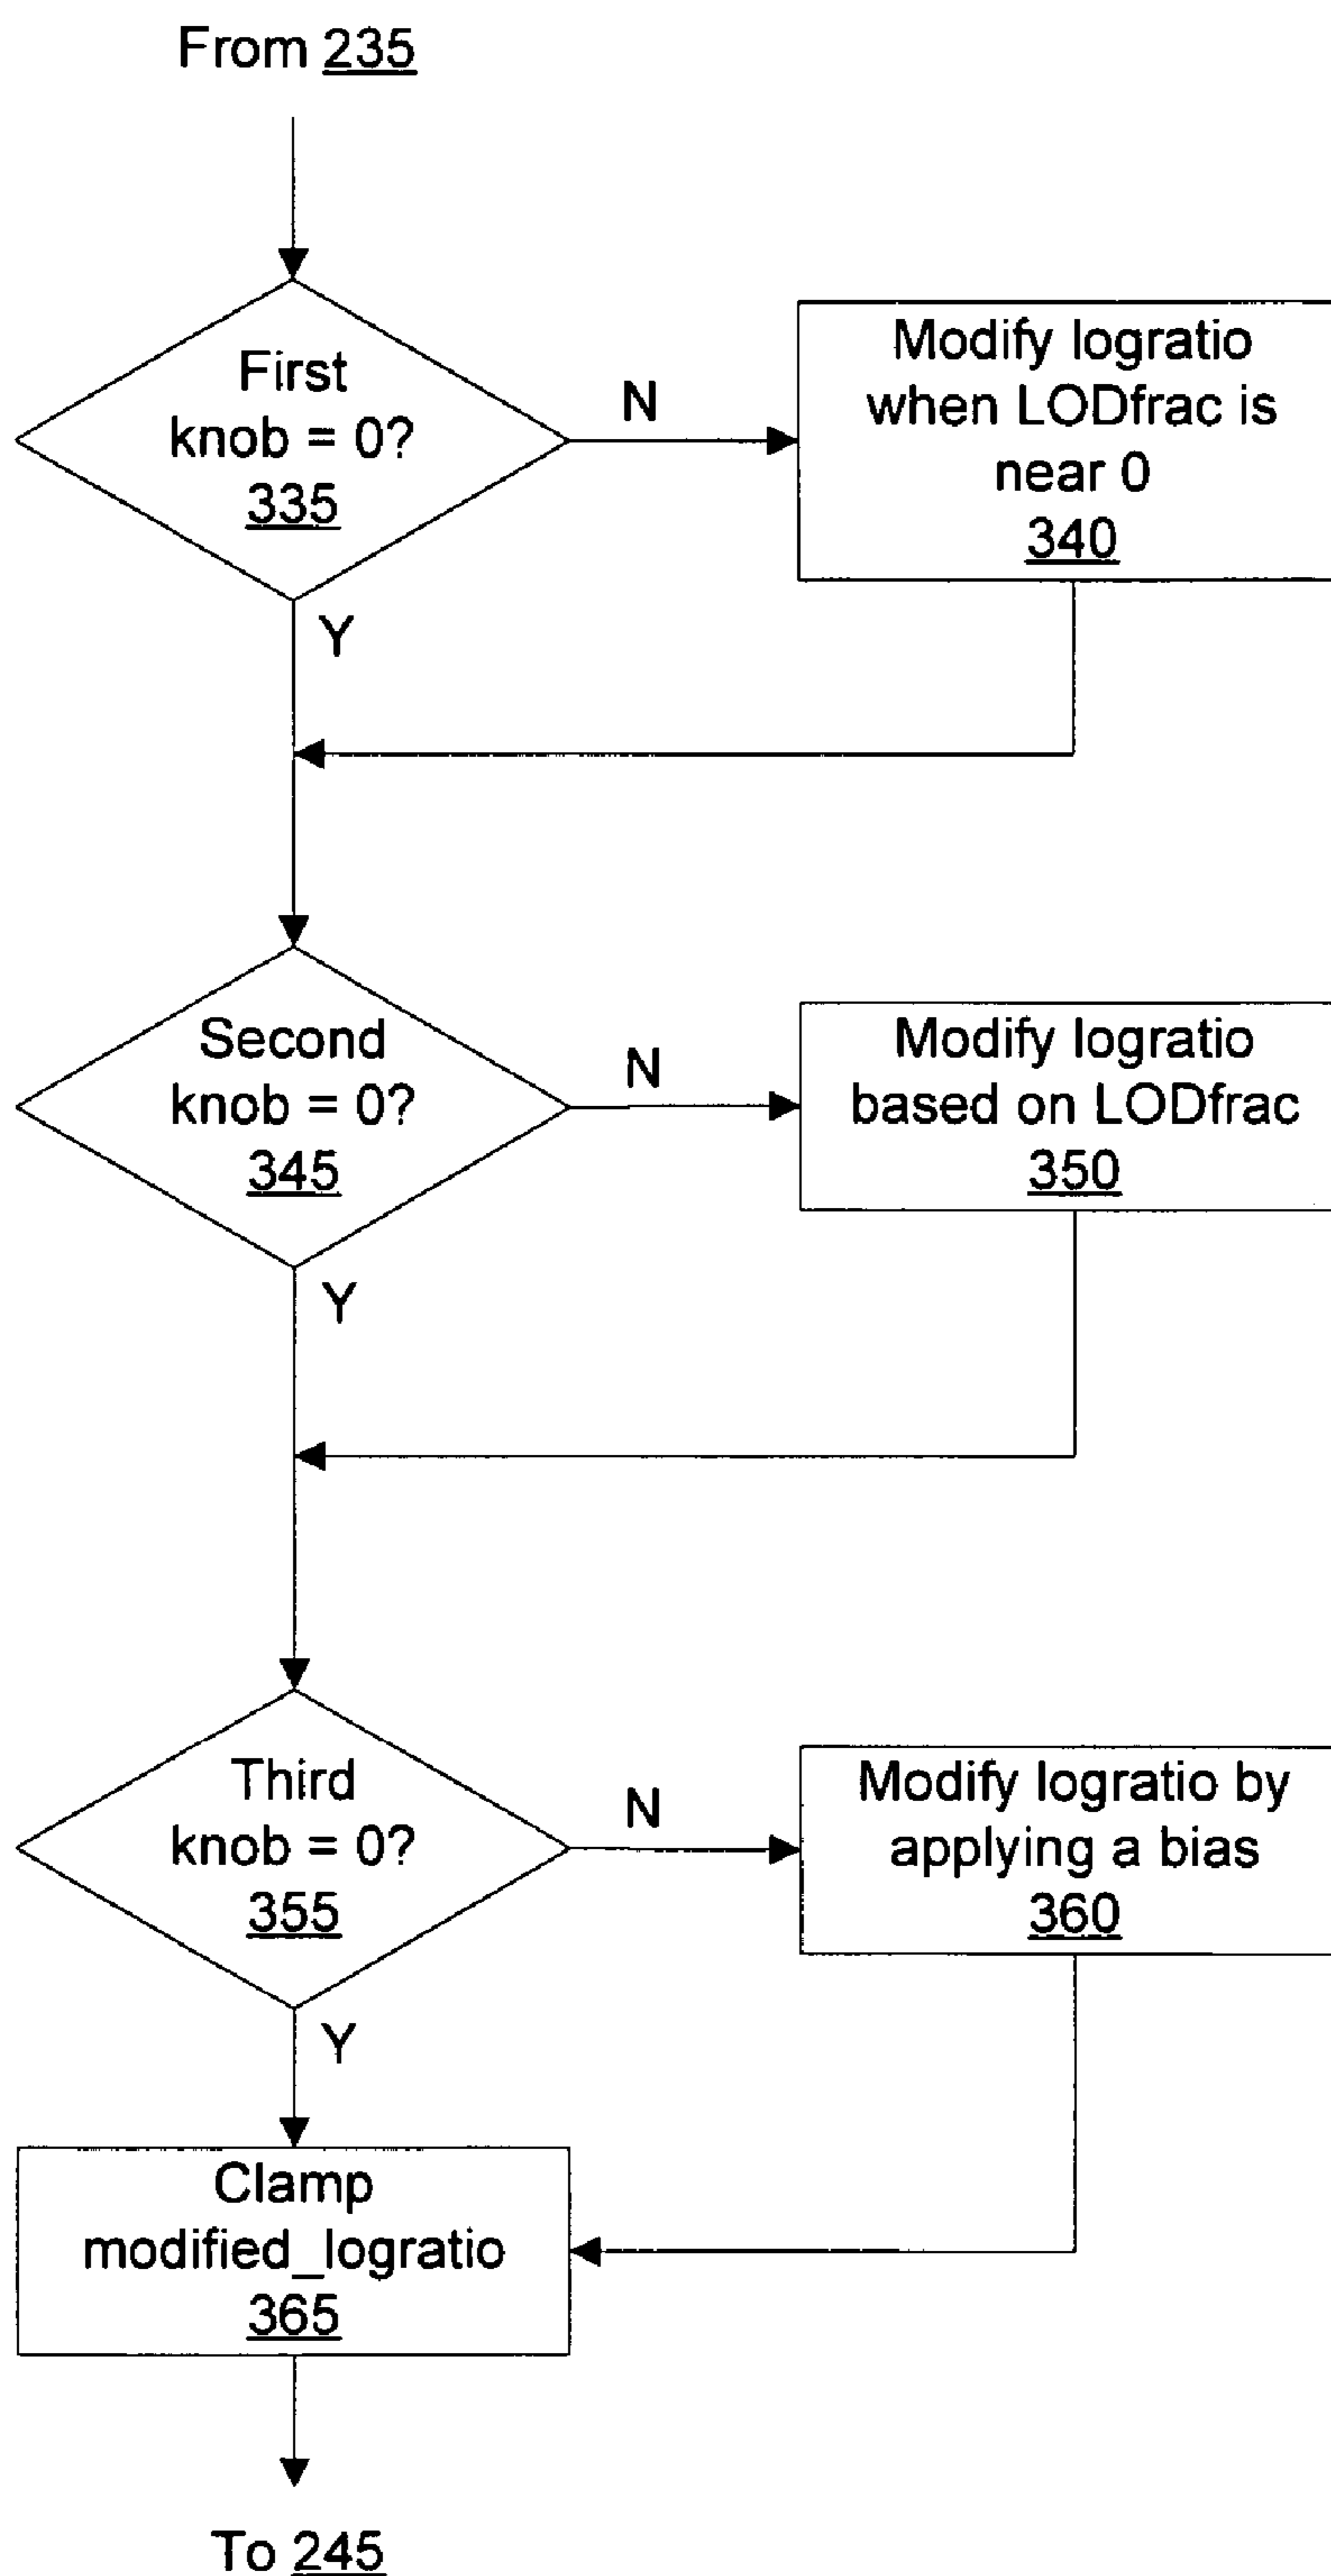 From 235
First
knob = 0?
335
N
Modify logratio
when LODfrac is
near 0
340
Y
Second
knob = 0?
345
N
Modify logratio
based on LODfrac
350
Y
Third
knob = 0?
355
N
Modify logratio by
applying a bias
360
Y
Clamp
modified_logratio
365
To 245